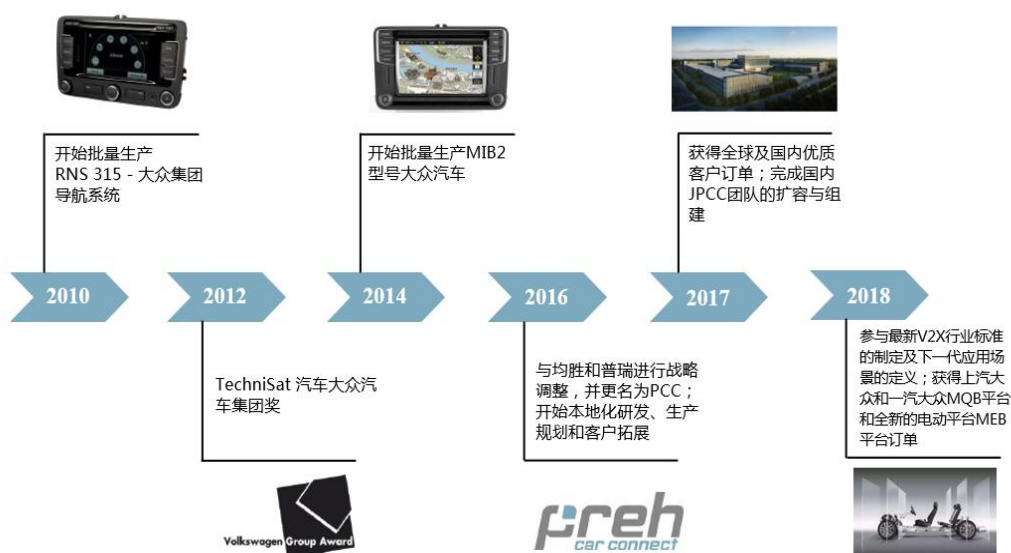 开始批量生产
RNS 315 - 大众集团
导航系统
开始批量生产MIB2
型号大众汽车
获得全球及国内优质
客户订单；完成国内
JPCC团队的扩容与组
建
2010
2012
2014
2016
2017
2018
TechniSat 汽车大众汽
车集团奖
与均胜和普瑞进行战略
调整，并更名为PCC；
开始本地化研发、生产
规划和客户拓展
参与最新V2X行业标准
的制定及下一代应用场
景的定义；获得上汽大
众和一汽大众MQB平台
和全新的电动平台MEB
平台订单
Volkswagen Group Award
preh
car connect